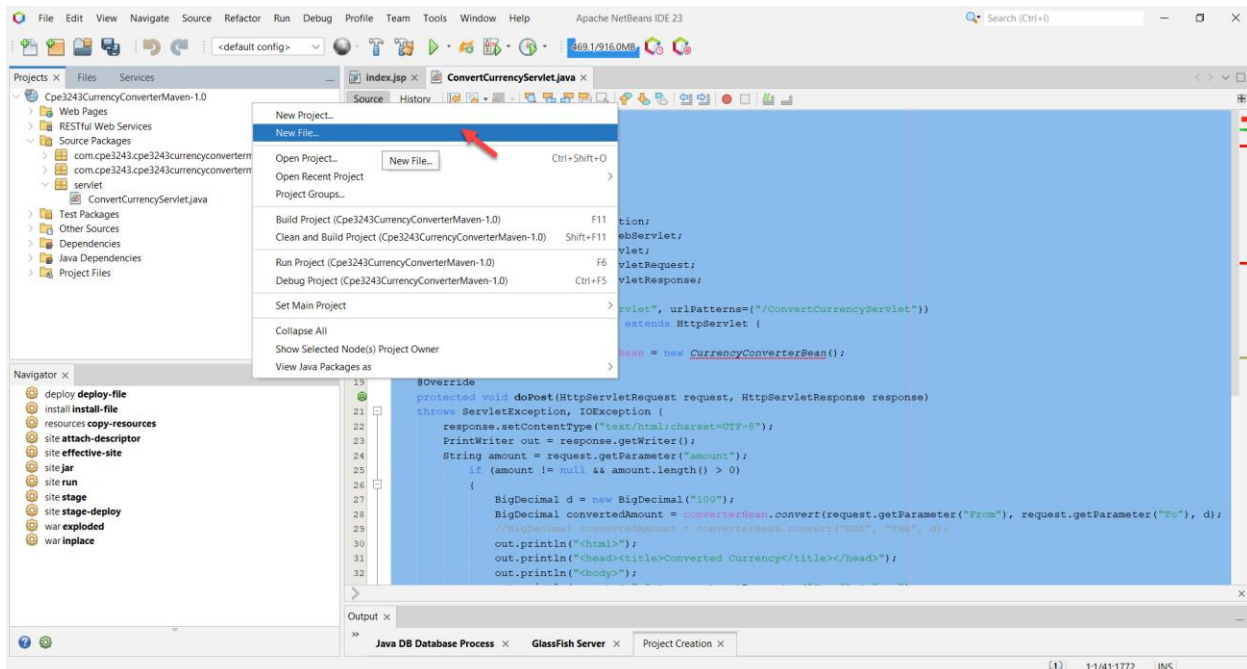 File Edit View Navigate Source Refactor Run Debug Profile Team Tools Window Help Apache NetBeans IDE 23 Search (Ctrl+I)
<default config> 469.1/916.0MB
Projects Files Services
index.jsp ConvertCurrencyServlet.java
Source History
Cpe3243CurrencyConverterMaven-1.0
Web Pages
RESTful Web Services
Source Packages
com.cpe3243.cpe3243currencyconverterm
com.cpe3243.cpe3243currencyconverterm
servlet
ConvertCurrencyServlet.java
Test Packages
Other Sources
Dependencies
Java Dependencies
Project Files
New Project...
New File...
New File...
Open Project... Ctrl+Shift+O
Open Recent Project
Project Groups...
Build Project (Cpe3243CurrencyConverterMaven-1.0) F11
Clean and Build Project (Cpe3243CurrencyConverterMaven-1.0) Shift+F11
Run Project (Cpe3243CurrencyConverterMaven-1.0) F6
Debug Project (Cpe3243CurrencyConverterMaven-1.0) Ctrl+F5
Set Main Project
Collapse All
Show Selected Node(s) Project Owner
View Java Packages as
tion;
ebServlet;
vlet;
vletRequest;
vletResponse;
rvlet", urlPatterns={"/ConvertCurrencyServlet"})
extends HttpServlet {
Bean = new CurrencyConverterBean();
19 @Override
protected void doPost(HttpServletRequest request, HttpServletResponse response)
21 throws ServletException, IOException {
22 response.setContentType("text/html;charset=UTF-8");
23 PrintWriter out = response.getWriter();
24 String amount = request.getParameter("amount");
25 if (amount != null && amount.length() > 0)
26 {
27 BigDecimal d = new BigDecimal("100");
28 BigDecimal convertedAmount = converterBean.convert(request.getParameter("From"), request.getParameter("To"), d);
29 //BigDecimal convertedAmount = converterBean.convert("USD", "THB", d);
30 out.println("<html>");
31 out.println("<head><title>Converted Currency</title></head>");
32 out.println("<body>");
Navigator
deploy deploy-file
install install-file
resources copy-resources
site attach-descriptor
site effective-site
site jar
site run
site stage
site stage-deploy
war exploded
war inplace
Output
Java DB Database Process GlassFish Server Project Creation
1 1:1/41:1772 INS